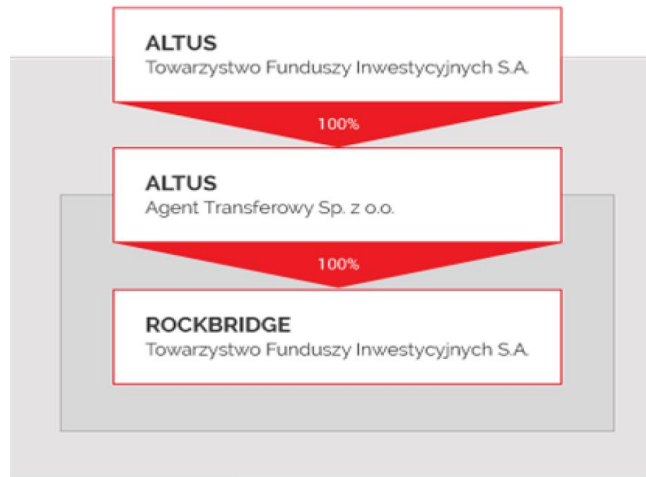 ALTUS
Towarzystwo Funduszy Inwestycyjnych S.A.
100%
ALTUS
Agent Transferowy Sp. z o.o.
100%
ROCKBRIDGE
Towarzystwo Funduszy Inwestycyjnych S.A.